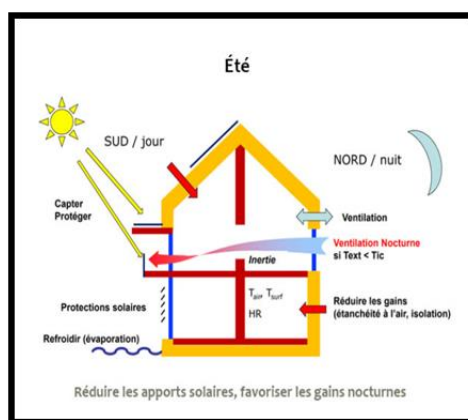 Été
SUD / jour
NORD / nuit
Capter
Protéger
Ventilation
Ventilation Nocturne
si Text < Tic
Inertie
Tair, Tsurf
HR
Protections solaires
Réduire les gains
(étanchéité à l'air, isolation)
Refroidir (évaporation)
Réduire les apports solaires, favoriser les gains nocturnes